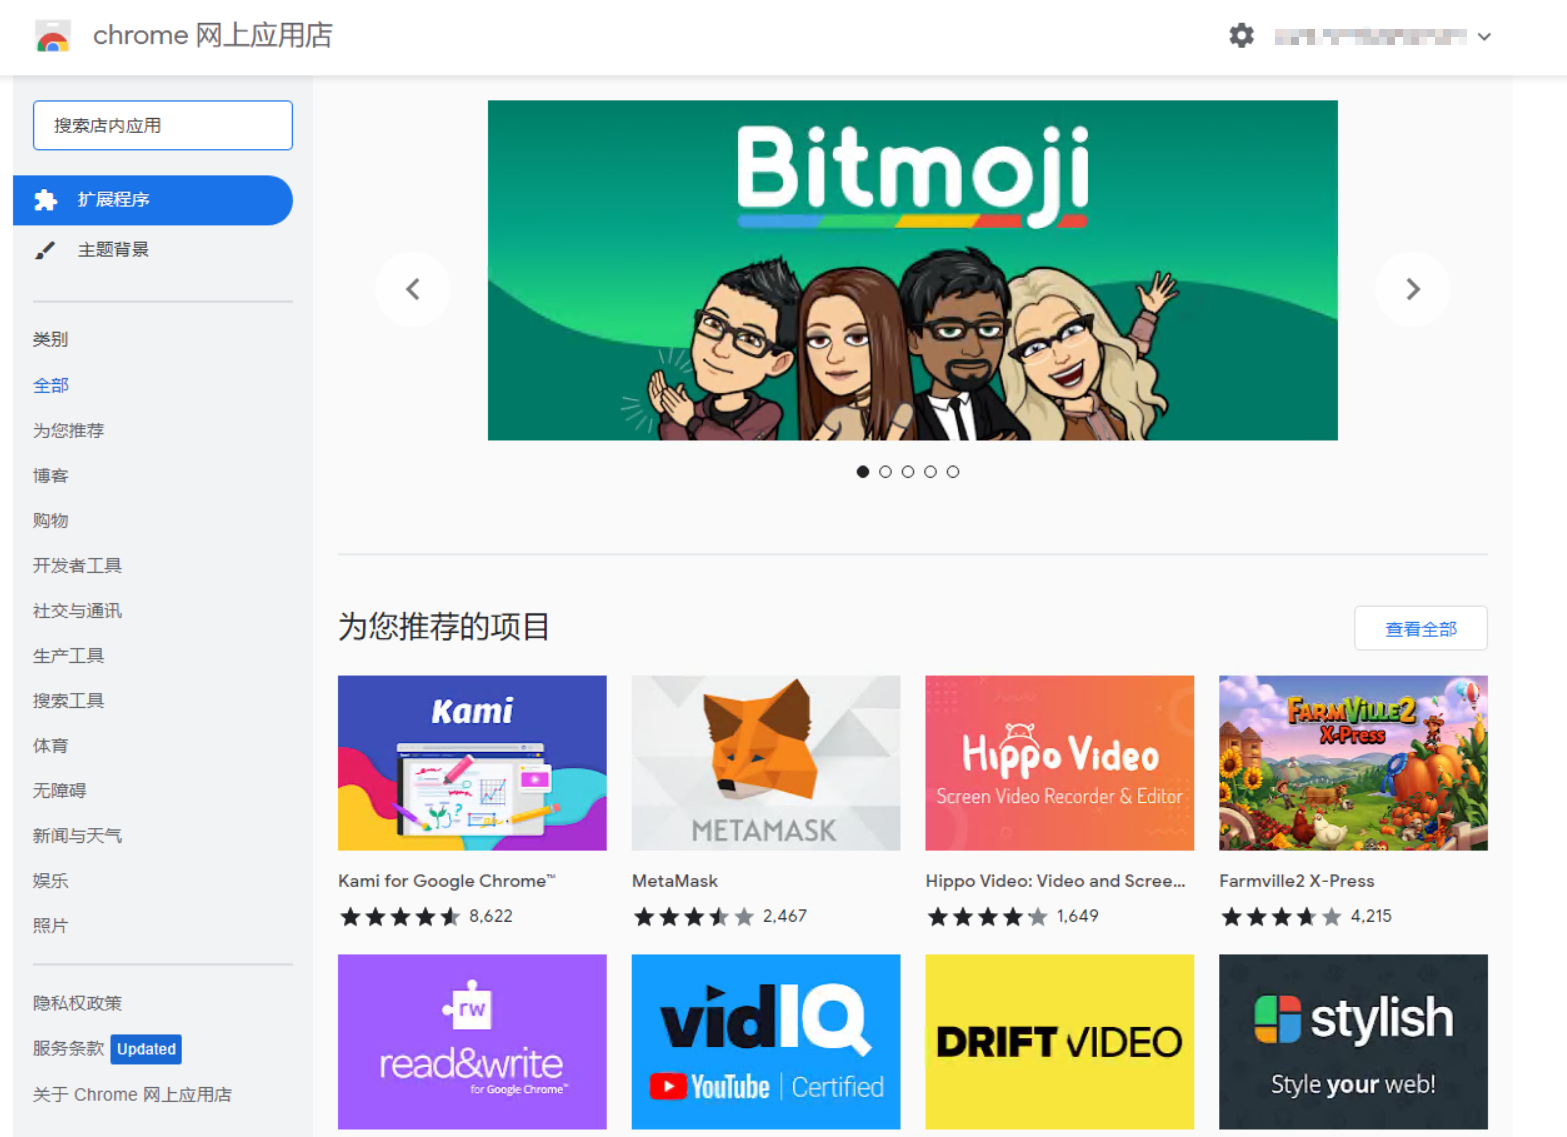 chrome 网上应用店
搜索店内应用
扩展程序
主题背景
类别
全部
为您推荐
博客
购物
开发者工具
社交与通讯
生产工具
搜索工具
体育
无障碍
新闻与天气
娱乐
照片
隐私权政策
服务条款 Updated
关于 Chrome 网上应用店
Bitmoji
为您推荐的项目
查看全部
Kami
METAMASK
Hippo Video
Screen Video Recorder & Editor
FARMVILLE2
X-PRESS
Kami for Google Chrome™
MetaMask
Hippo Video: Video and Scree...
Farmville2 X-Press
8,622
2,467
1,649
4,215
rw
read&write
for Google Chrome™
vidIQ
YouTube | Certified
DRIFT VIDEO
stylish
Style your web!